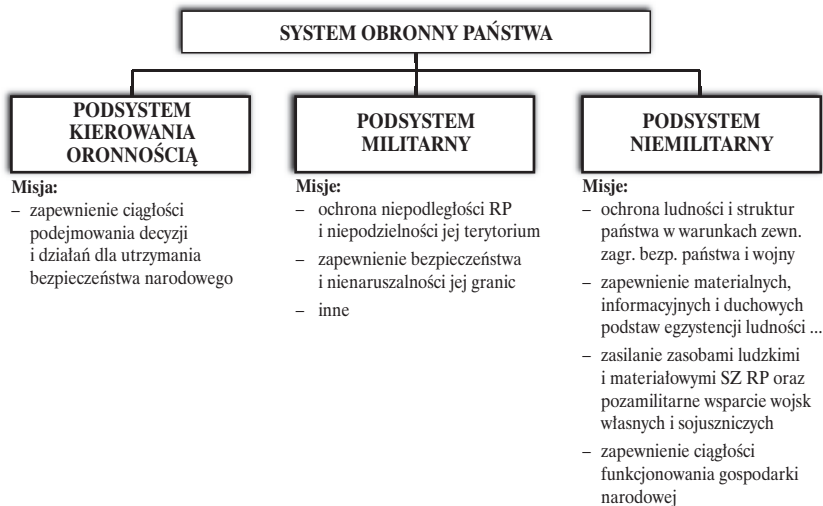 SYSTEM OBRONNY PAŃSTWA
PODSYSTEM
KIEROWANIA
ORONNOŚCIĄ
Misja:
– zapewnienie ciągłości
podejmowania decyzji
i działań dla utrzymania
bezpieczeństwa narodowego
PODSYSTEM
MILITARNY
Misje:
– ochrona niepodległości RP
i niepodzielności jej terytorium
– zapewnienie bezpieczeństwa
i nienaruszalności jej granic
– inne
PODSYSTEM
NIEMILITARNY
Misje:
– ochrona ludności i struktur
państwa w warunkach zewn.
zagr. bezp. państwa i wojny
– zapewnienie materialnych,
informacyjnych i duchowych
podstaw egzystencji ludności ...
– zasilanie zasobami ludzkimi
i materiałowymi SZ RP oraz
pozamilitarne wsparcie wojsk
własnych i sojuszniczych
– zapewnienie ciągłości
funkcjonowania gospodarki
narodowej